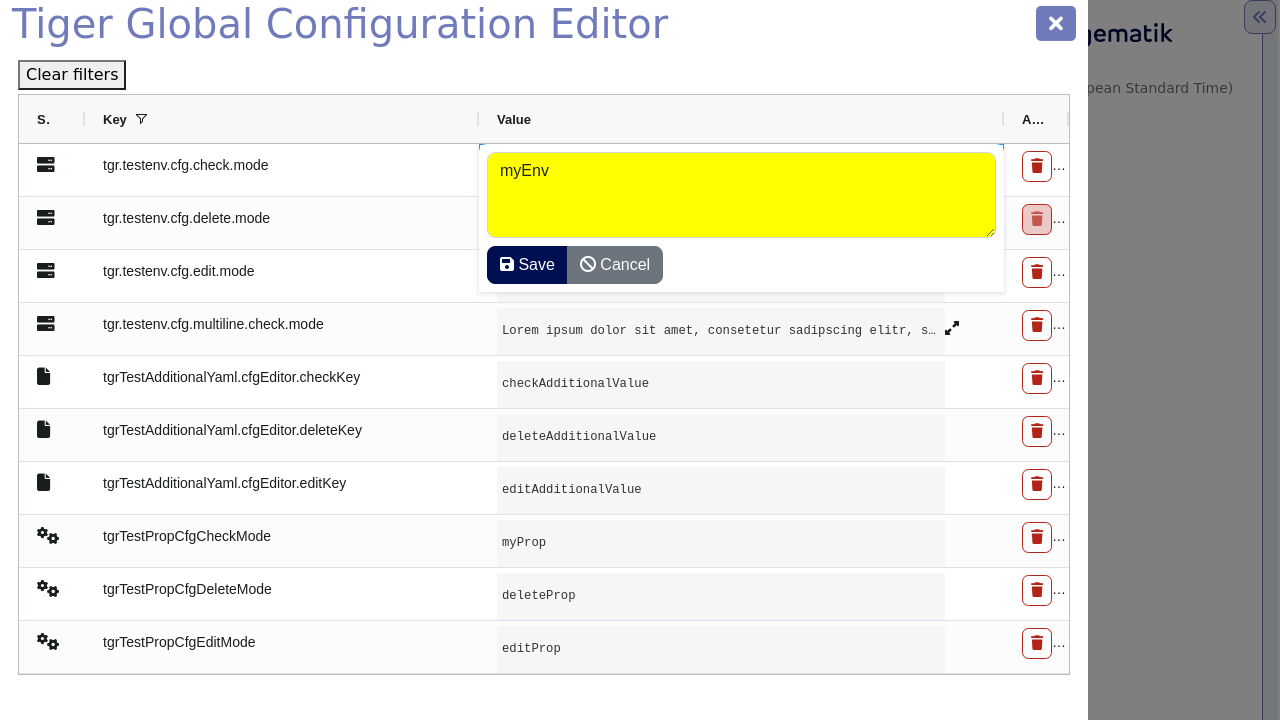 Tiger Global Configuration Editor
gematik
pean Standard Time)
Clear filters
S. Key Value A…
tgr.testenv.cfg.check.mode myEnv …
tgr.testenv.cfg.delete.mode …
Save Cancel
tgr.testenv.cfg.edit.mode …
tgr.testenv.cfg.multiline.check.mode Lorem ipsum dolor sit amet, consetetur sadipscing elitr, s… …
tgrTestAdditionalYaml.cfgEditor.checkKey checkAdditionalValue …
tgrTestAdditionalYaml.cfgEditor.deleteKey deleteAdditionalValue …
tgrTestAdditionalYaml.cfgEditor.editKey editAdditionalValue …
tgrTestPropCfgCheckMode myProp …
tgrTestPropCfgDeleteMode deleteProp …
tgrTestPropCfgEditMode editProp …